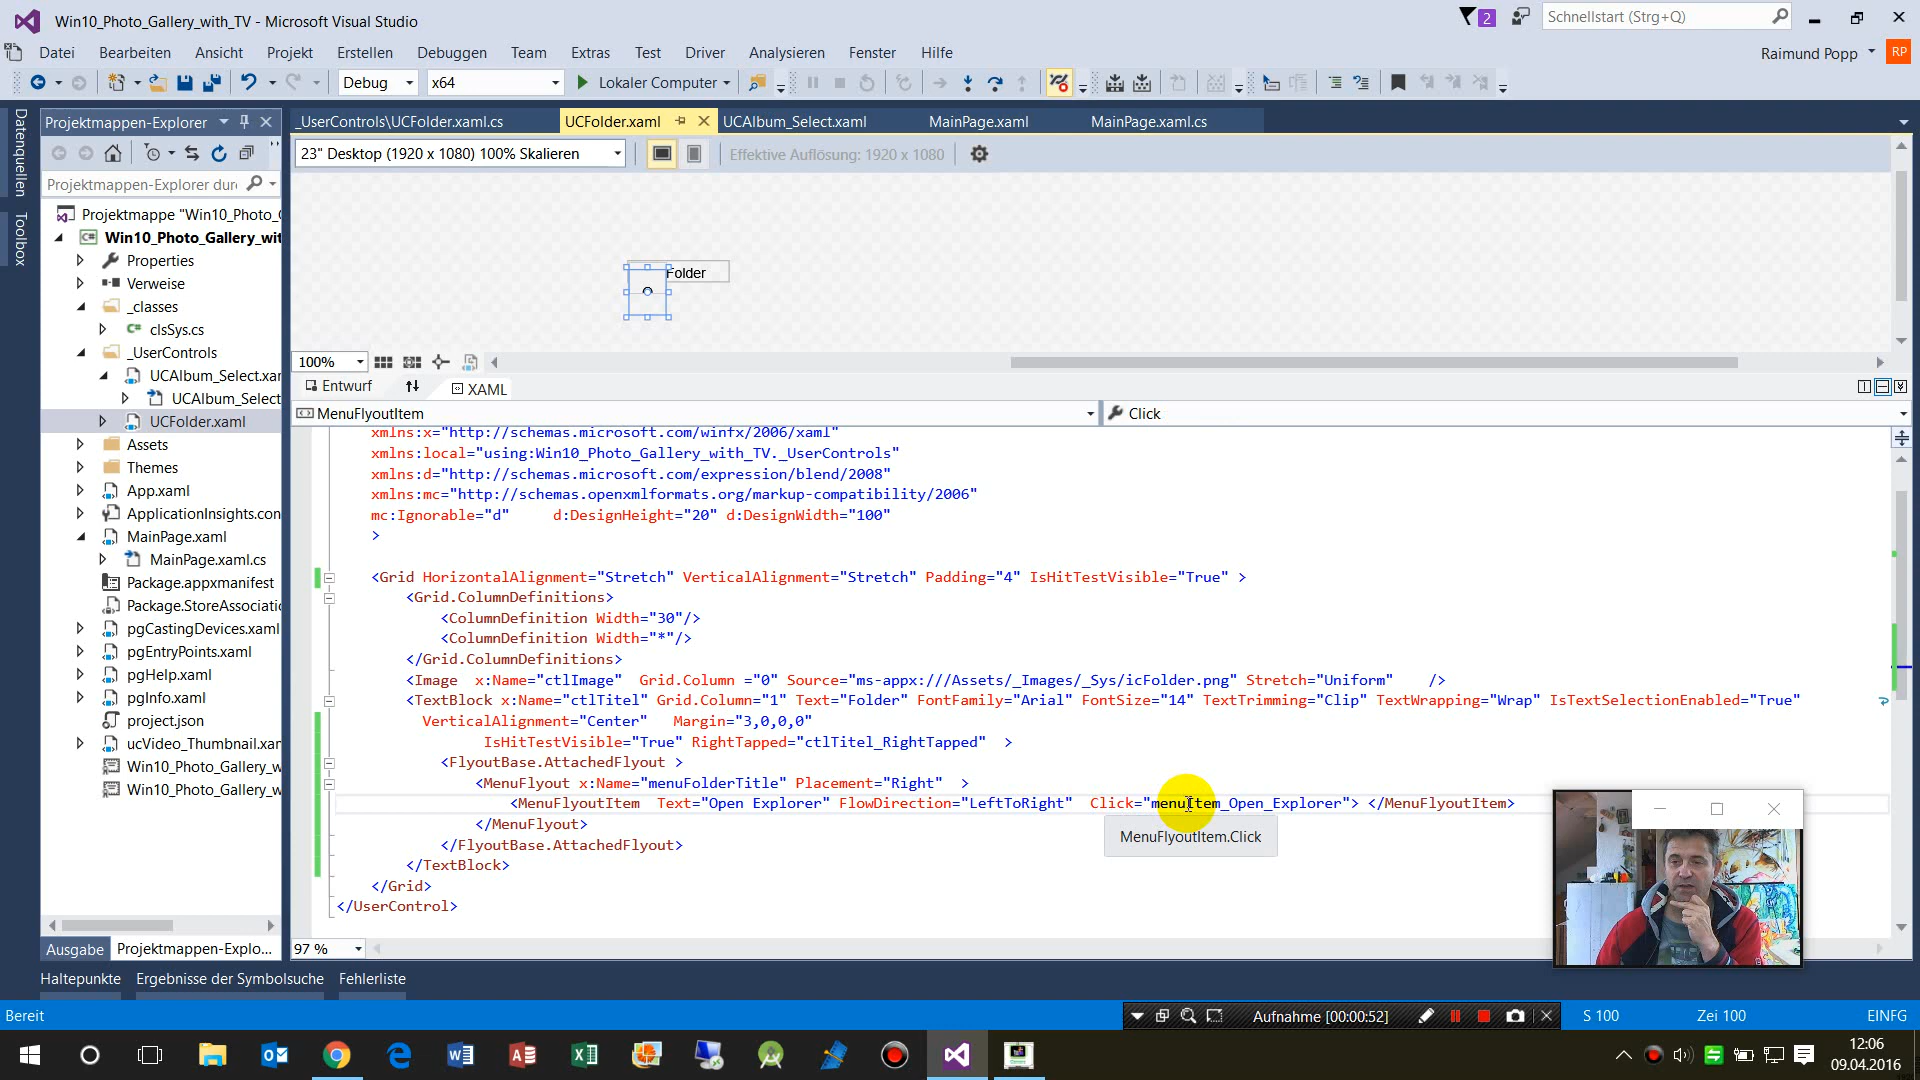 Win10_Photo_Gallery_with_TV - Microsoft Visual Studio
2
Schnellstart (Strg+Q)
Datei Bearbeiten Ansicht Projekt Erstellen Debuggen Team Extras Test Driver Analysieren Fenster Hilfe
Raimund Popp RP
Debug x64 Lokaler Computer
Datenquellen
Toolbox
Projektmappen-Explorer
_UserControls\UCFolder.xaml.cs UCFolder.xaml UCAlbum_Select.xaml MainPage.xaml MainPage.xaml.cs
23" Desktop (1920 x 1080) 100% Skalieren Effektive Auflösung: 1920 x 1080
Projektmappen-Explorer dur
Projektmappe "Win10_Photo_
Win10_Photo_Gallery_wit
Properties
Verweise
_classes
clsSys.cs
_UserControls
UCAlbum_Select.xar
UCAlbum_Select
UCFolder.xaml
Assets
Themes
App.xaml
ApplicationInsights.con
MainPage.xaml
MainPage.xaml.cs
Package.appxmanifest
Package.StoreAssociatio
pgCastingDevices.xaml
pgEntryPoints.xaml
pgHelp.xaml
pgInfo.xaml
project.json
ucVideo_Thumbnail.xar
Win10_Photo_Gallery_w
Win10_Photo_Gallery_w
Ausgabe Projektmappen-Explo...
Folder
100%
Entwurf XAML
MenuFlyoutItem Click
xmlns:x="http://schemas.microsoft.com/winfx/2006/xaml"
xmlns:local="using:Win10_Photo_Gallery_with_TV._UserControls"
xmlns:d="http://schemas.microsoft.com/expression/blend/2008"
xmlns:mc="http://schemas.openxmlformats.org/markup-compatibility/2006"
mc:Ignorable="d" d:DesignHeight="20" d:DesignWidth="100"
>
<Grid HorizontalAlignment="Stretch" VerticalAlignment="Stretch" Padding="4" IsHitTestVisible="True" >
<Grid.ColumnDefinitions>
<ColumnDefinition Width="30"/>
<ColumnDefinition Width="*"/>
</Grid.ColumnDefinitions>
<Image x:Name="ctlImage" Grid.Column ="0" Source="ms-appx:///Assets/_Images/_Sys/icFolder.png" Stretch="Uniform" />
<TextBlock x:Name="ctlTitel" Grid.Column="1" Text="Folder" FontFamily="Arial" FontSize="14" TextTrimming="Clip" TextWrapping="Wrap" IsTextSelectionEnabled="True"
VerticalAlignment="Center" Margin="3,0,0,0"
IsHitTestVisible="True" RightTapped="ctlTitel_RightTapped" >
<FlyoutBase.AttachedFlyout >
<MenuFlyout x:Name="menuFolderTitle" Placement="Right" >
<MenuFlyoutItem Text="Open Explorer" FlowDirection="LeftToRight" Click="menuItem_Open_Explorer"> </MenuFlyoutItem>
</MenuFlyout>
MenuFlyoutItem.Click
</FlyoutBase.AttachedFlyout>
</TextBlock>
</Grid>
</UserControl>
97 %
Haltepunkte Ergebnisse der Symbolsuche Fehlerliste
Bereit
Aufnahme [00:00:52]
S 100 Zei 100 EINFG
12:06
09.04.2016